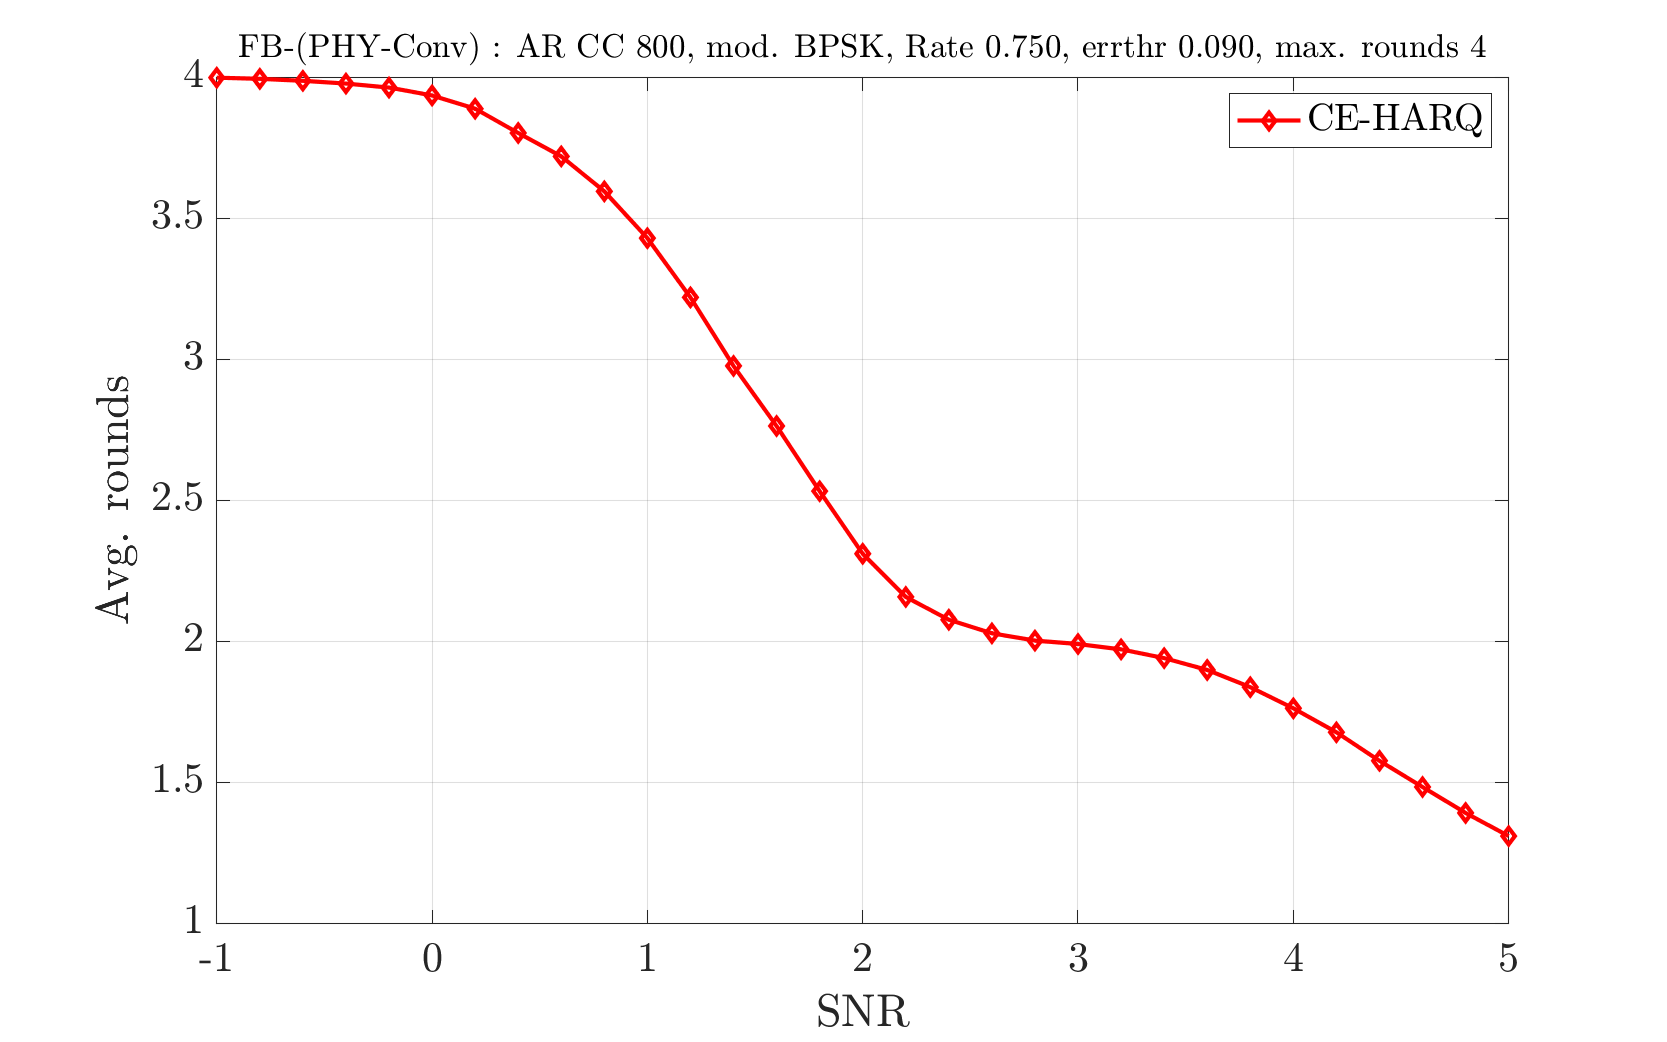 FB-(PHY-Conv) : AR CC 800, mod. BPSK, Rate 0.750, errthr 0.090, max. rounds 4
CE-HARQ
4
3.5
3
2.5
2
1.5
1
Avg. rounds
-1 0 1 2 3 4 5
SNR